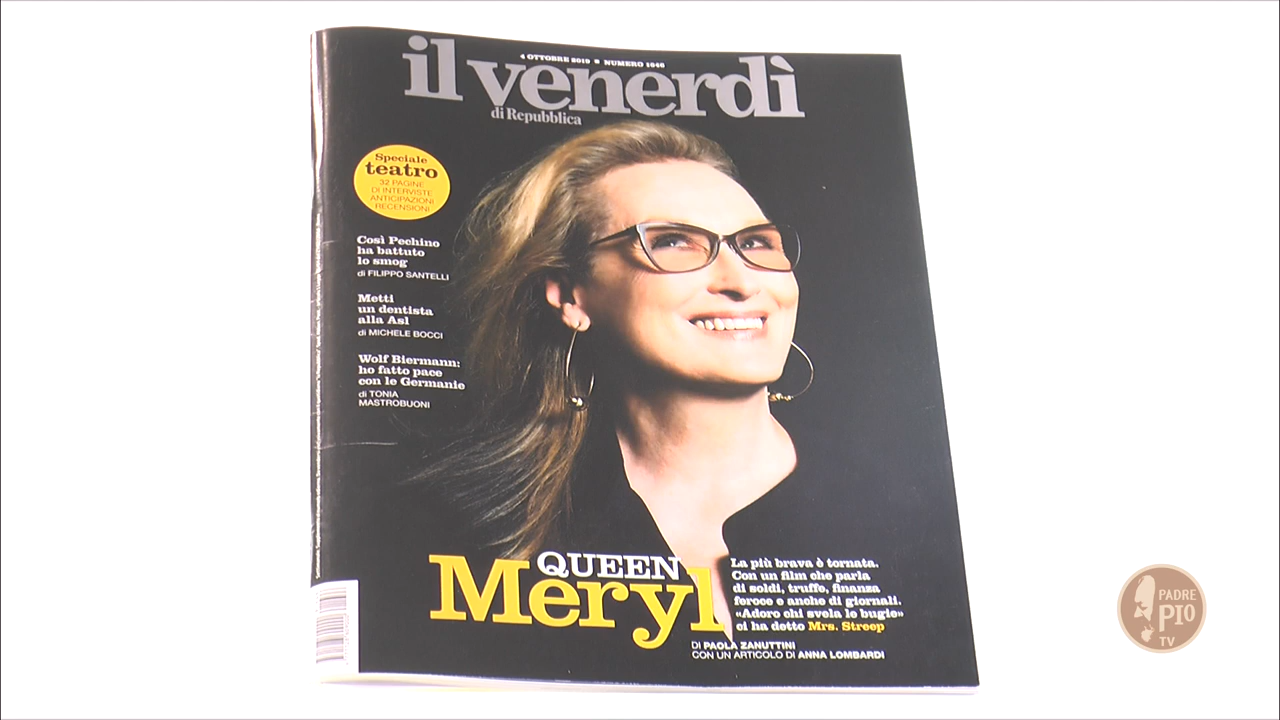 4 OTTOBRE 2019 ■ NUMERO 1646
il venerdì
di Repubblica
Speciale
teatro
32 PAGINE
DI INTERVISTE
ANTICIPAZIONI
RECENSIONI
Così Pechino
ha battuto
lo smog
di FILIPPO SANTELLI
Metti
un dentista
alla Asl
di MICHELE BOCCI
Wolf Biermann:
ho fatto pace
con le Germanie
di TONIA
MASTROBUONI
QUEEN
Meryl
La più brava è tornata.
Con un film che parla
di soldi, truffe, finanza
feroce e anche di giornali.
«Adoro chi svela le bugie»
ci ha detto Mrs. Streep
DI PAOLA ZANUTTINI
CON UN ARTICOLO DI ANNA LOMBARDI
PADRE
PIO
TV